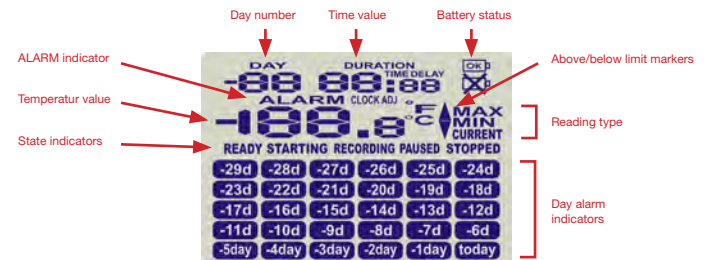 Day number Time value Battery status
ALARM indicator
Temperatur value
State indicators
DAY DURATION OK
-88 88:88 TIME DELAY
ALARM CLOCK ADJ
-188.8 °F °C MAX
MIN
CURRENT
READY STARTING RECORDING PAUSED STOPPED
-29d -28d -27d -26d -25d -24d
-23d -22d -21d -20d -19d -18d
-17d -16d -15d -14d -13d -12d
-11d -10d -9d -8d -7d -6d
-5day -4day -3day -2day -1day today
Above/below limit markers
Reading type
Day alarm
indicators